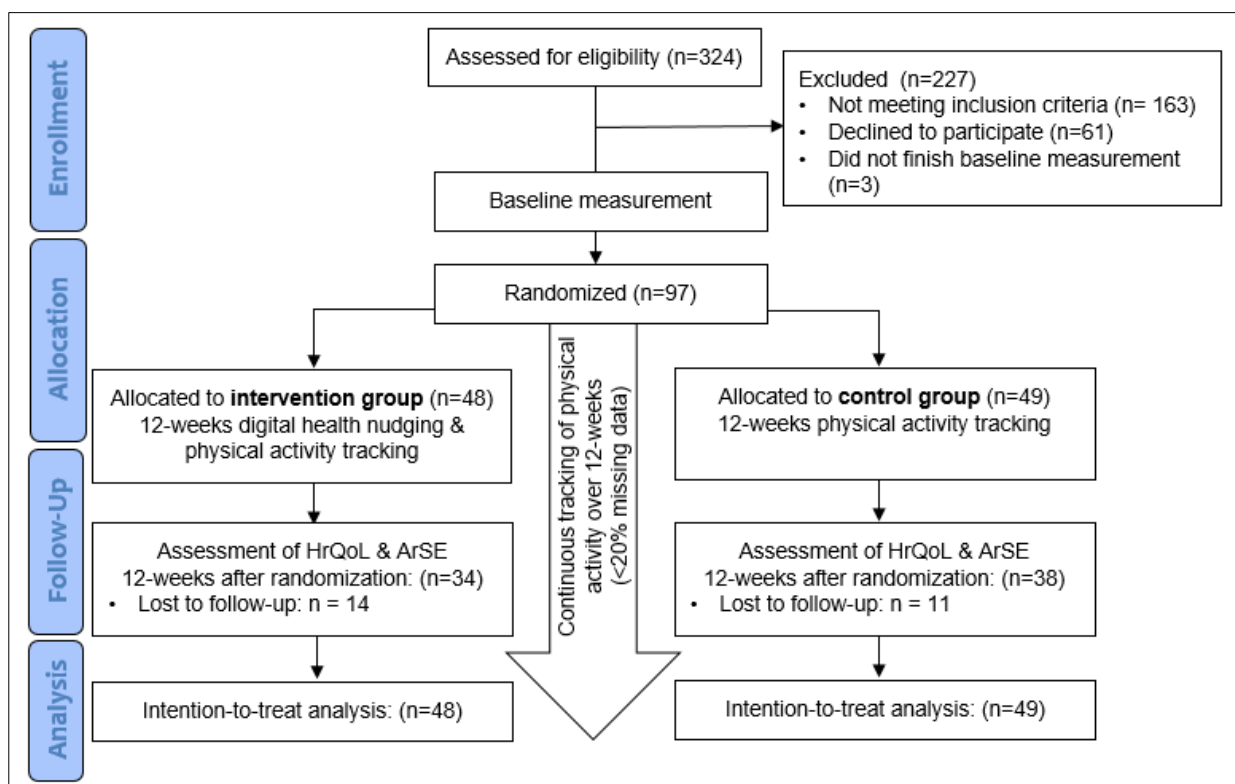 Enrollment
Assessed for eligibility (n=324)
Excluded (n=227)
• Not meeting inclusion criteria (n= 163)
• Declined to participate (n=61)
• Did not finish baseline measurement
(n=3)
Baseline measurement
Allocation
Randomized (n=97)
Allocated to intervention group (n=48)
12-weeks digital health nudging &
physical activity tracking
Continuous tracking of physical
activity over 12-weeks
(<20% missing data)
Allocated to control group (n=49)
12-weeks physical activity tracking
Follow-Up
Assessment of HrQoL & ArSE
12-weeks after randomization: (n=34)
• Lost to follow-up: n = 14
Assessment of HrQoL & ArSE
12-weeks after randomization: (n=38)
• Lost to follow-up: n = 11
Analysis
Intention-to-treat analysis: (n=48)
Intention-to-treat analysis: (n=49)